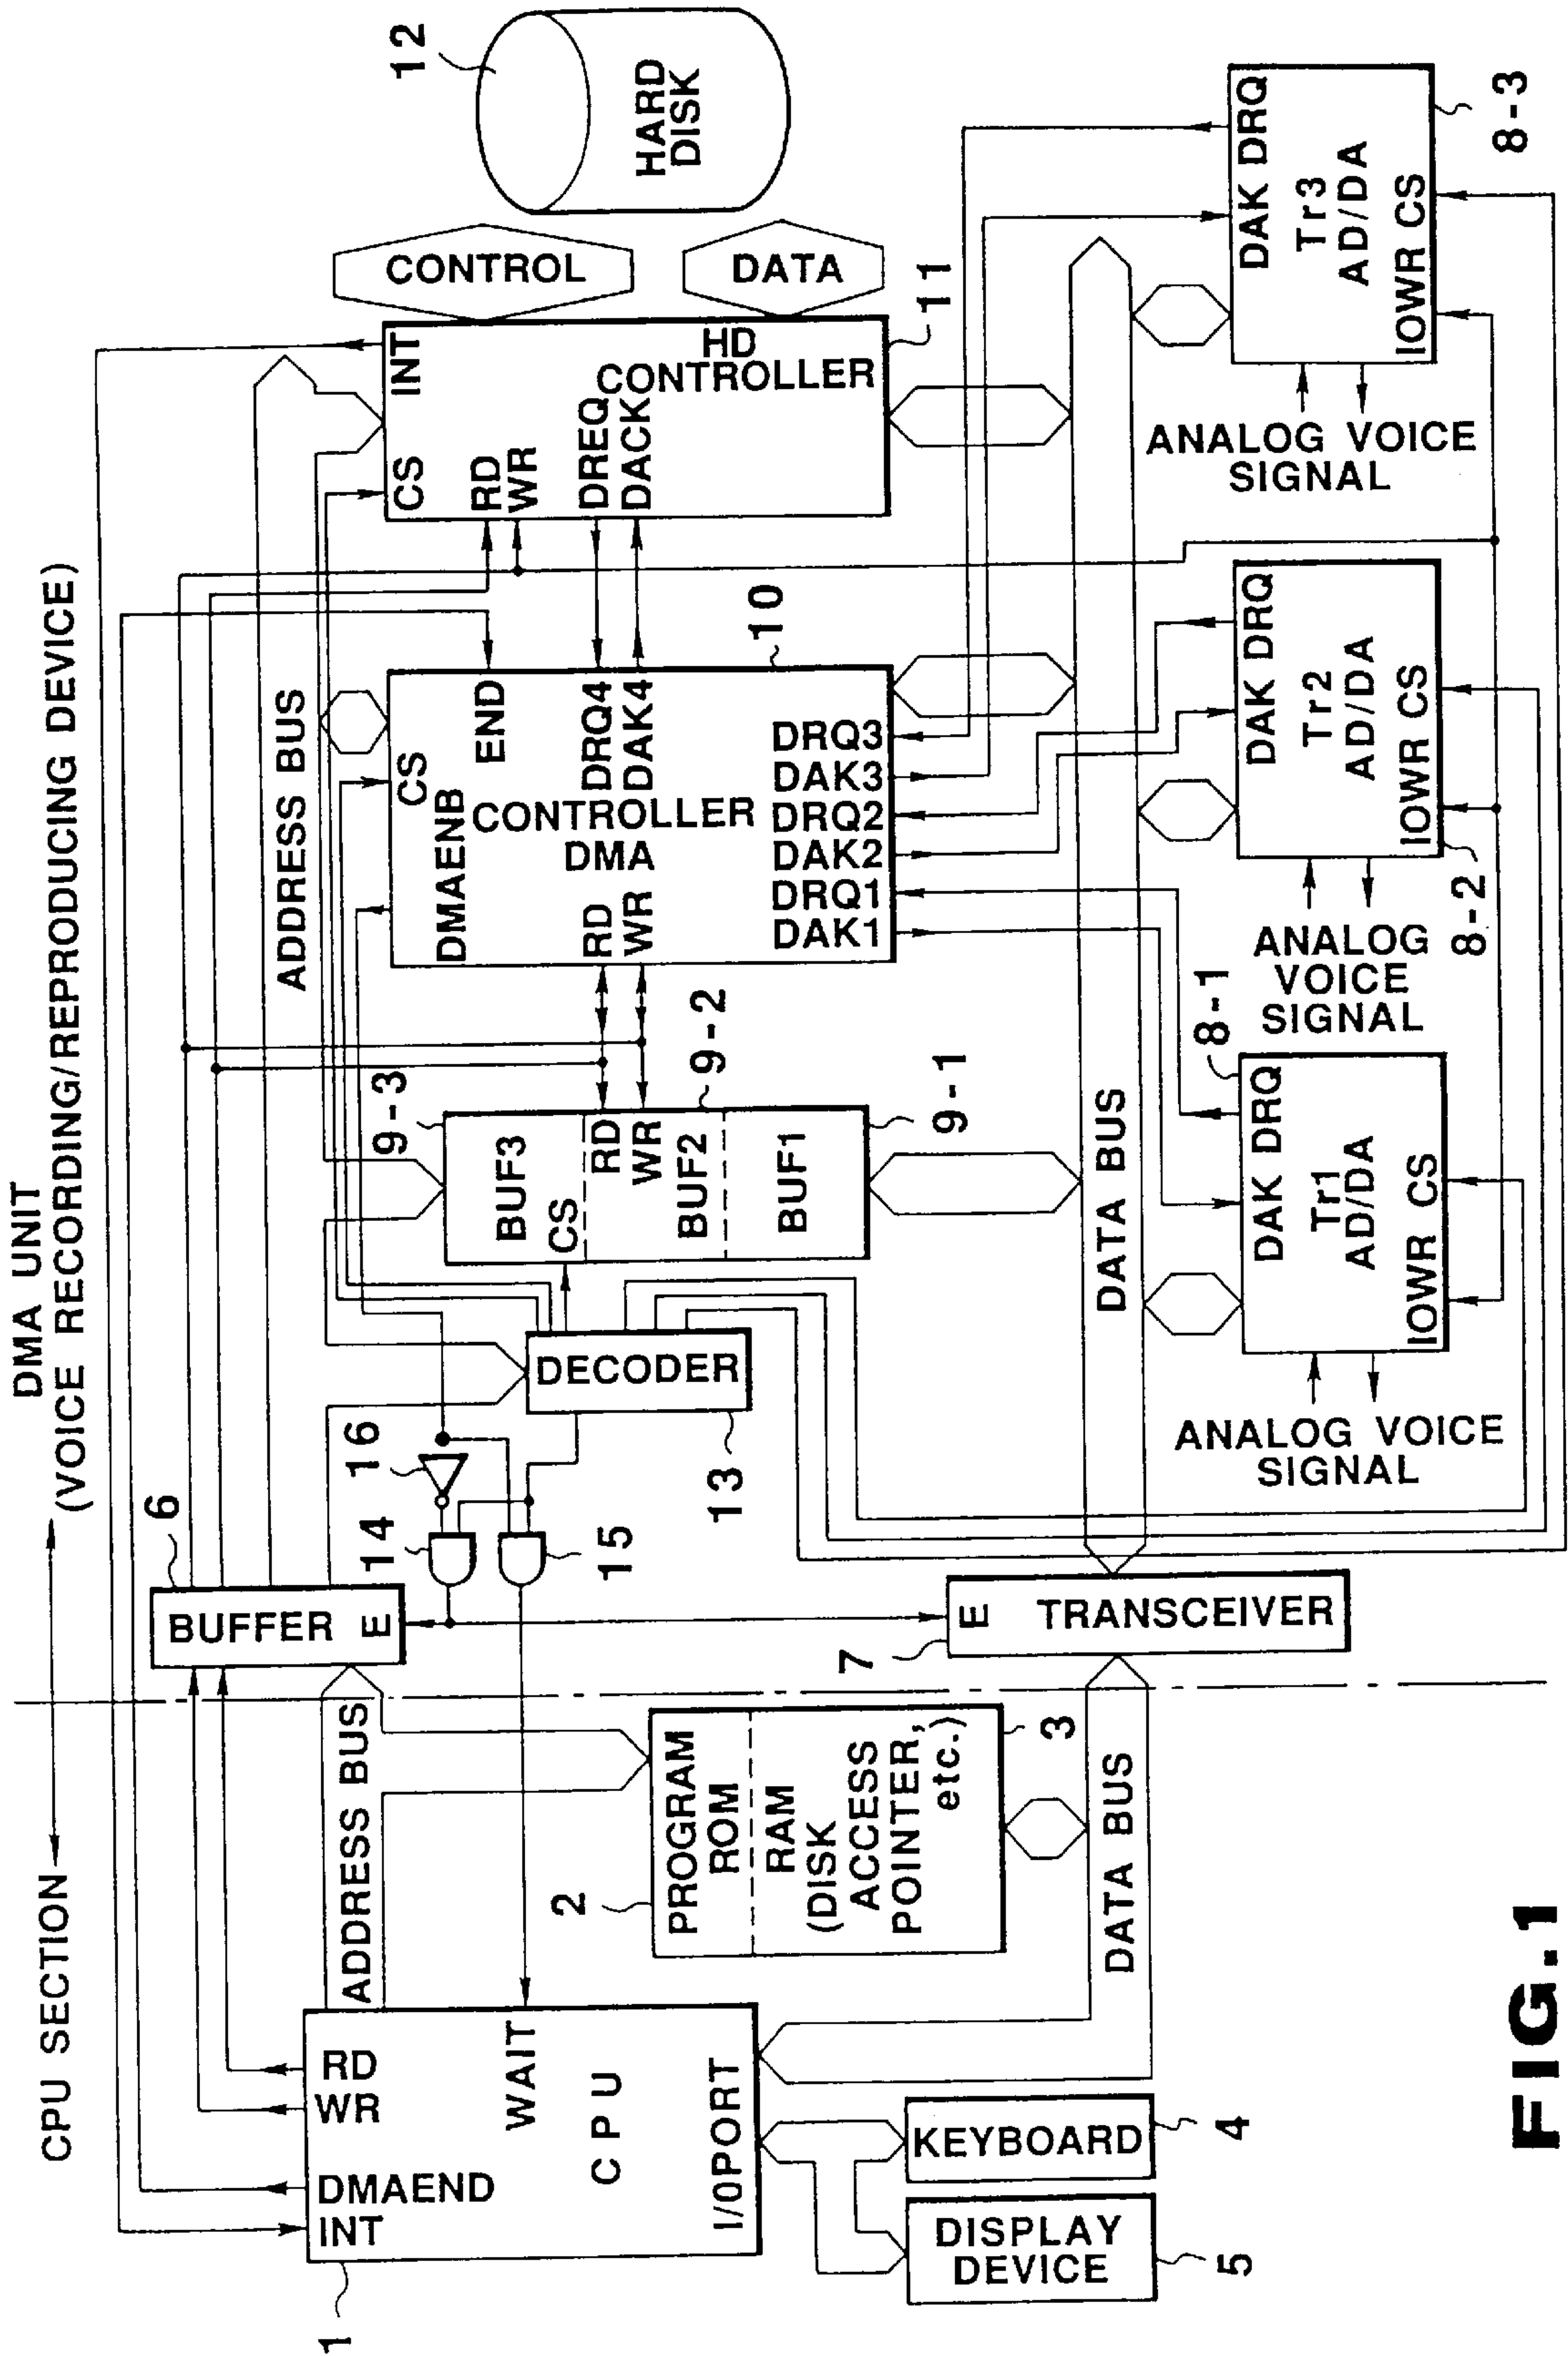 DMA UNIT
(VOICE RECORDING/REPRODUCING DEVICE)
CPU SECTION
1
INT
DMAEND
WR
RD
WAIT
CPU
I/OPORT
ADDRESS BUS
2
PROGRAM
ROM
RAM
(DISK
ACCESS
POINTER,
etc.)
3
DATA BUS
KEYBOARD
4
DISPLAY
DEVICE
5
6
BUFFER
E
14
16
15
7
E
TRANSCEIVER
DECODER
13
ADDRESS BUS
9-3
BUF3
CS
RD
WR
BUF2
9-2
BUF1
9-1
DATA BUS
CS
DMAENB
END
DRQ4
DAK4
CONTROLLER
DMA
RD
WR
DRQ3
DAK3
DRQ2
DAK2
DRQ1
DAK1
10
CS
INT
RD
WR
DREQ
DACK
HD
CONTROLLER
11
CONTROL
DATA
12
HARD
DISK
8-1
DAK DRQ
Tr1
AD/DA
IOWR CS
ANALOG VOICE
SIGNAL
8-2
DAK DRQ
Tr2
AD/DA
IOWR CS
ANALOG
VOICE
SIGNAL
8-3
DAK DRQ
Tr3
AD/DA
IOWR CS
ANALOG VOICE
SIGNAL
FIG.1